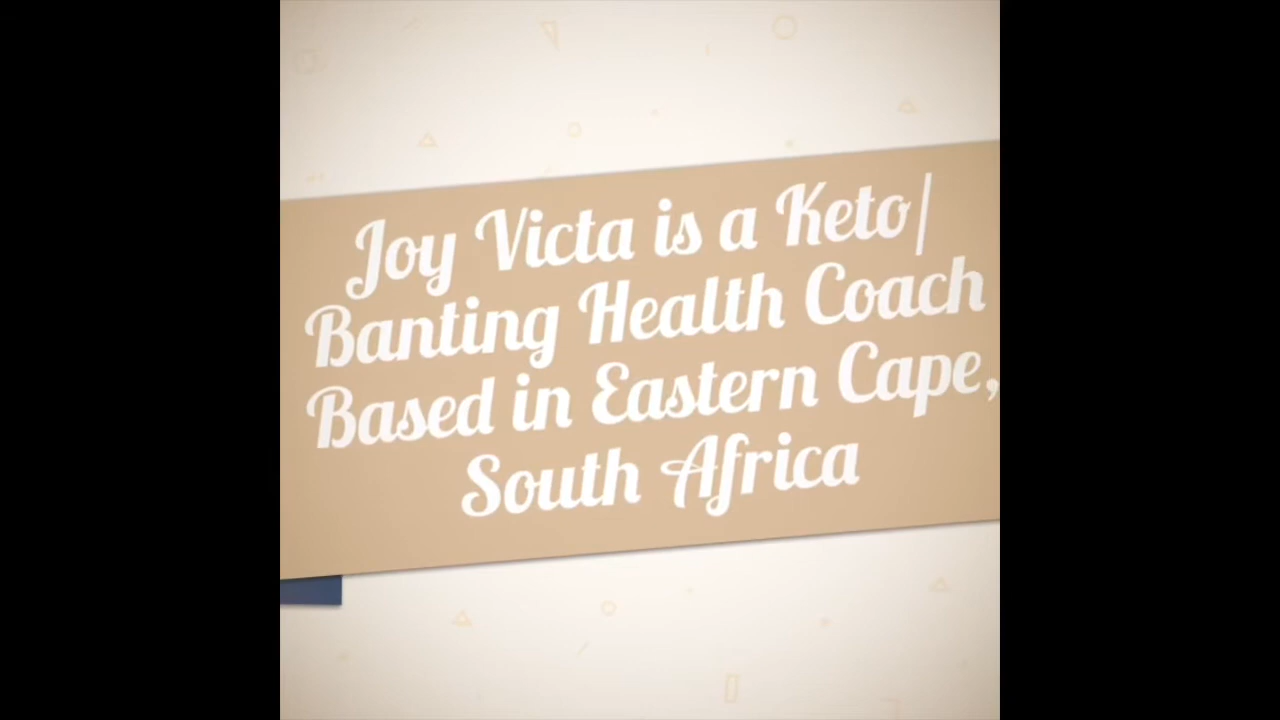 Joy Victa is a Keto/
Banting Health Coach
Based in Eastern Cape,
South Africa